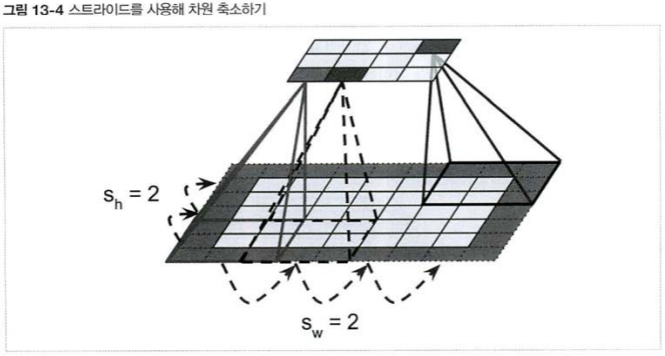 그림 13-4 스트라이드를 사용해 차원 축소하기
s_h = 2
s_w = 2